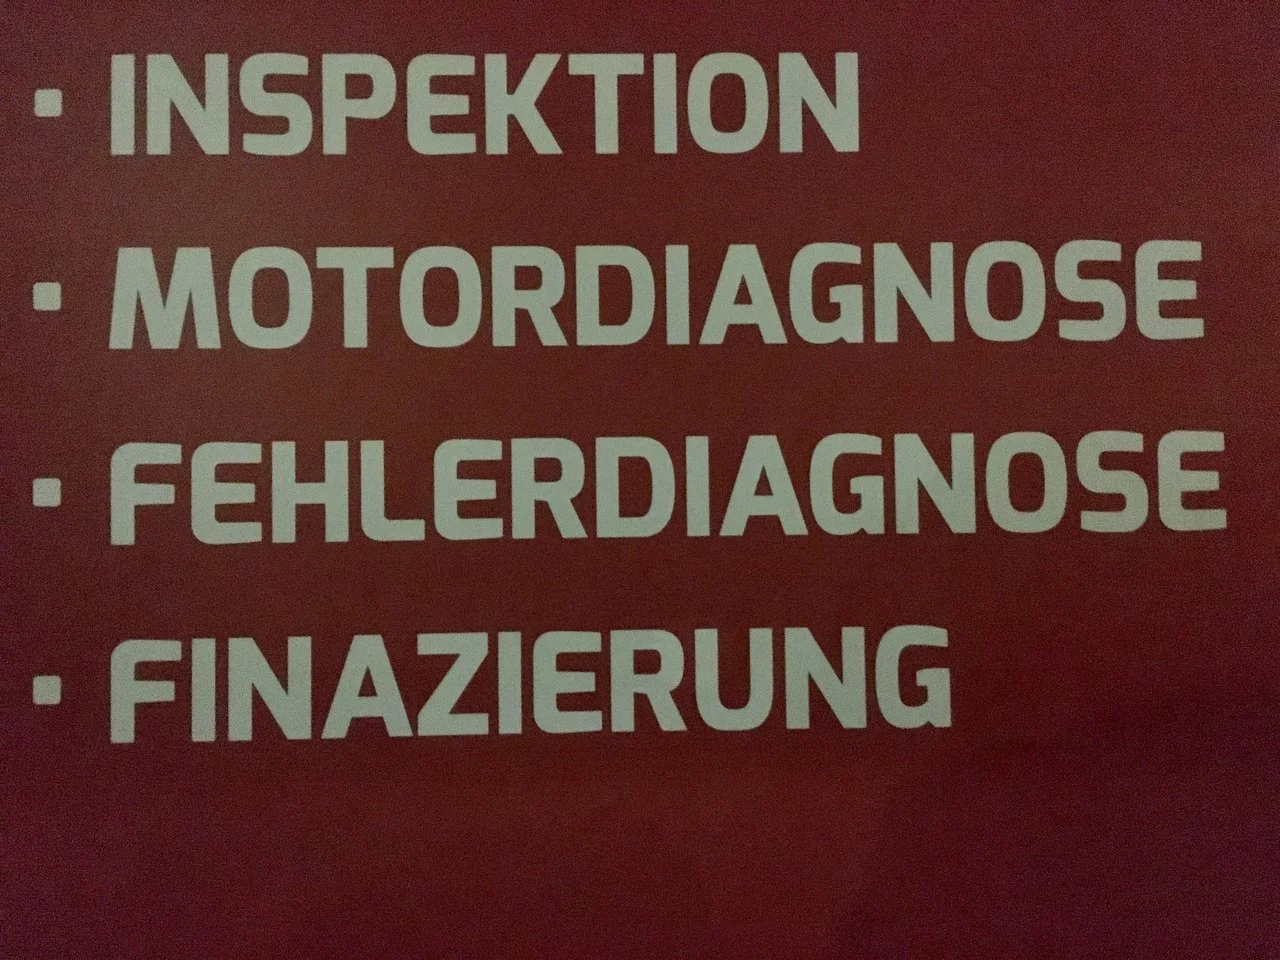 · INSPEKTION
· MOTORDIAGNOSE
· FEHLERDIAGNOSE
· FINAZIERUNG